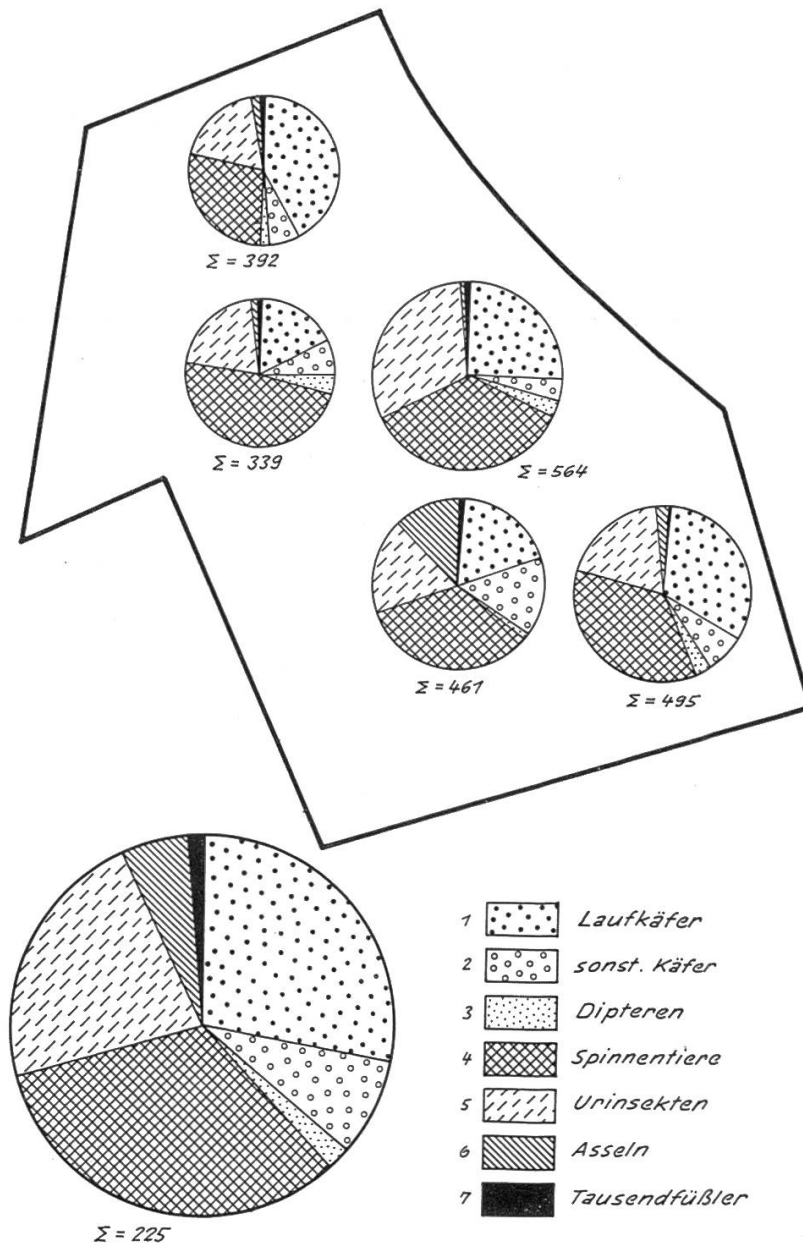 Σ = 392
Σ = 339
Σ = 564
Σ = 461
Σ = 495
1 Laufkäfer
2 sonst. Käfer
3 Dipteren
4 Spinnentiere
5 Urinsekten
6 Asseln
7 Tausendfüßler
Σ = 225